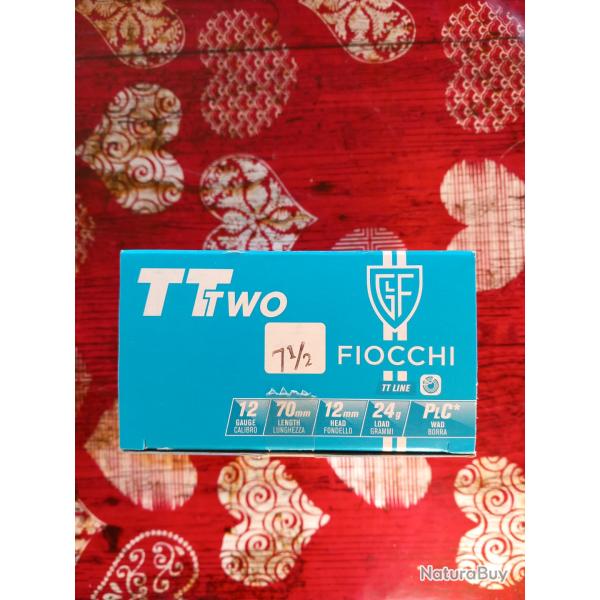 TT TWO
GF
7 1/2
FIOCCHI
TT LINE
12 70mm 12mm 24g PLC*
GAUGE LENGTH HEAD LOAD WAD
CALIBRO LUNGHEZZA FONDELLO GRAMMI BORRA
NaturaBuy